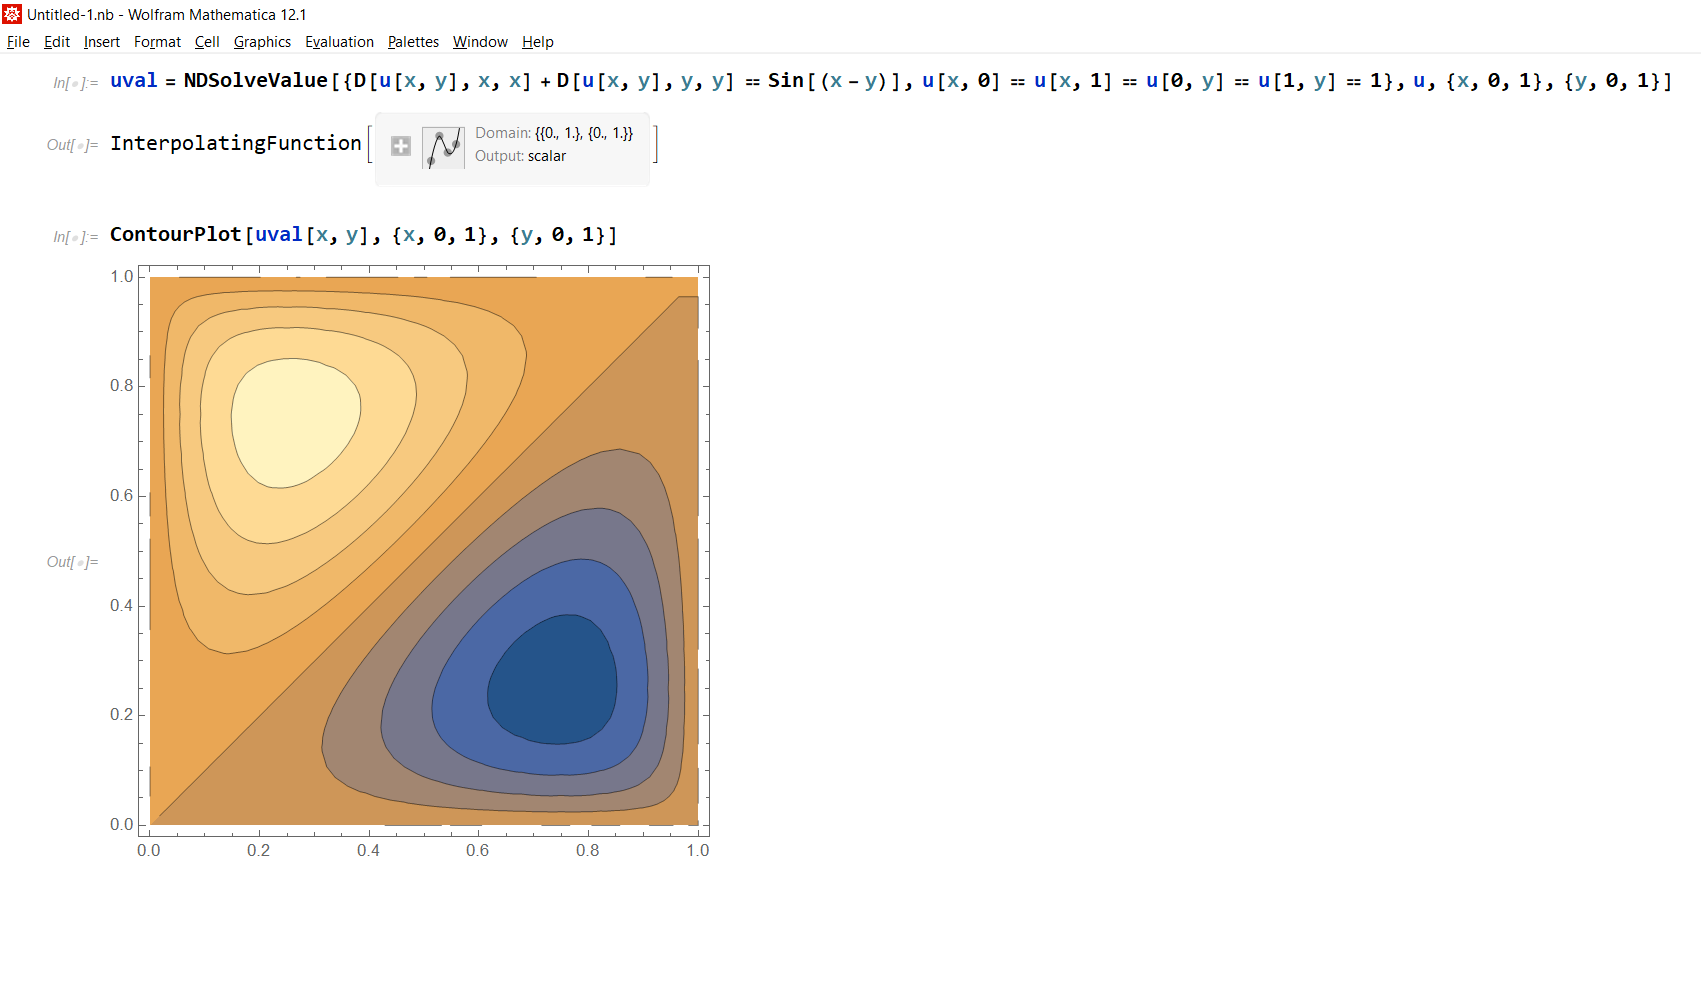 Untitled-1.nb - Wolfram Mathematica 12.1
File Edit Insert Format Cell Graphics Evaluation Palettes Window Help
In[▪]:= uval = NDSolveValue[{D[u[x, y], x, x] + D[u[x, y], y, y] == Sin[(x - y)], u[x, 0] == u[x, 1] == u[0, y] == u[1, y] == 1}, u, {x, 0, 1}, {y, 0, 1}]
Out[▪]= InterpolatingFunction[
Domain: {{0., 1.}, {0., 1.}}
Output: scalar
]
In[▪]:= ContourPlot[uval[x, y], {x, 0, 1}, {y, 0, 1}]
1.0
0.8
0.6
Out[▪]=
0.4
0.2
0.0
0.0 0.2 0.4 0.6 0.8 1.0